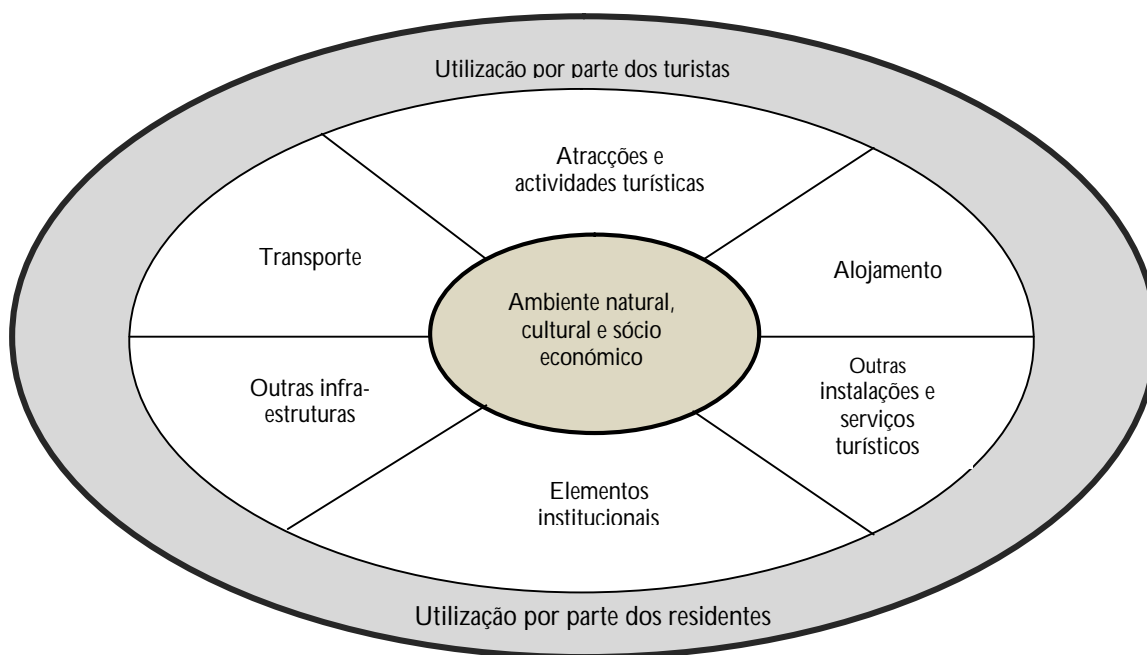 Utilização por parte dos turistas
Atracções e
actividades turísticas
Transporte
Alojamento
Ambiente natural,
cultural e sócio
económico
Outras infra-
estruturas
Outras
instalações e
serviços
turísticos
Elementos
institucionais
Utilização por parte dos residentes